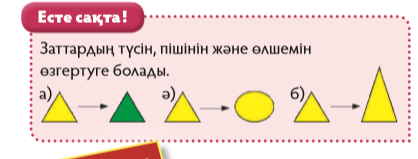 Есте сақта!
Заттардың түсін, пішінін және өлшемін
өзгертуге болады.
а) ә) б)